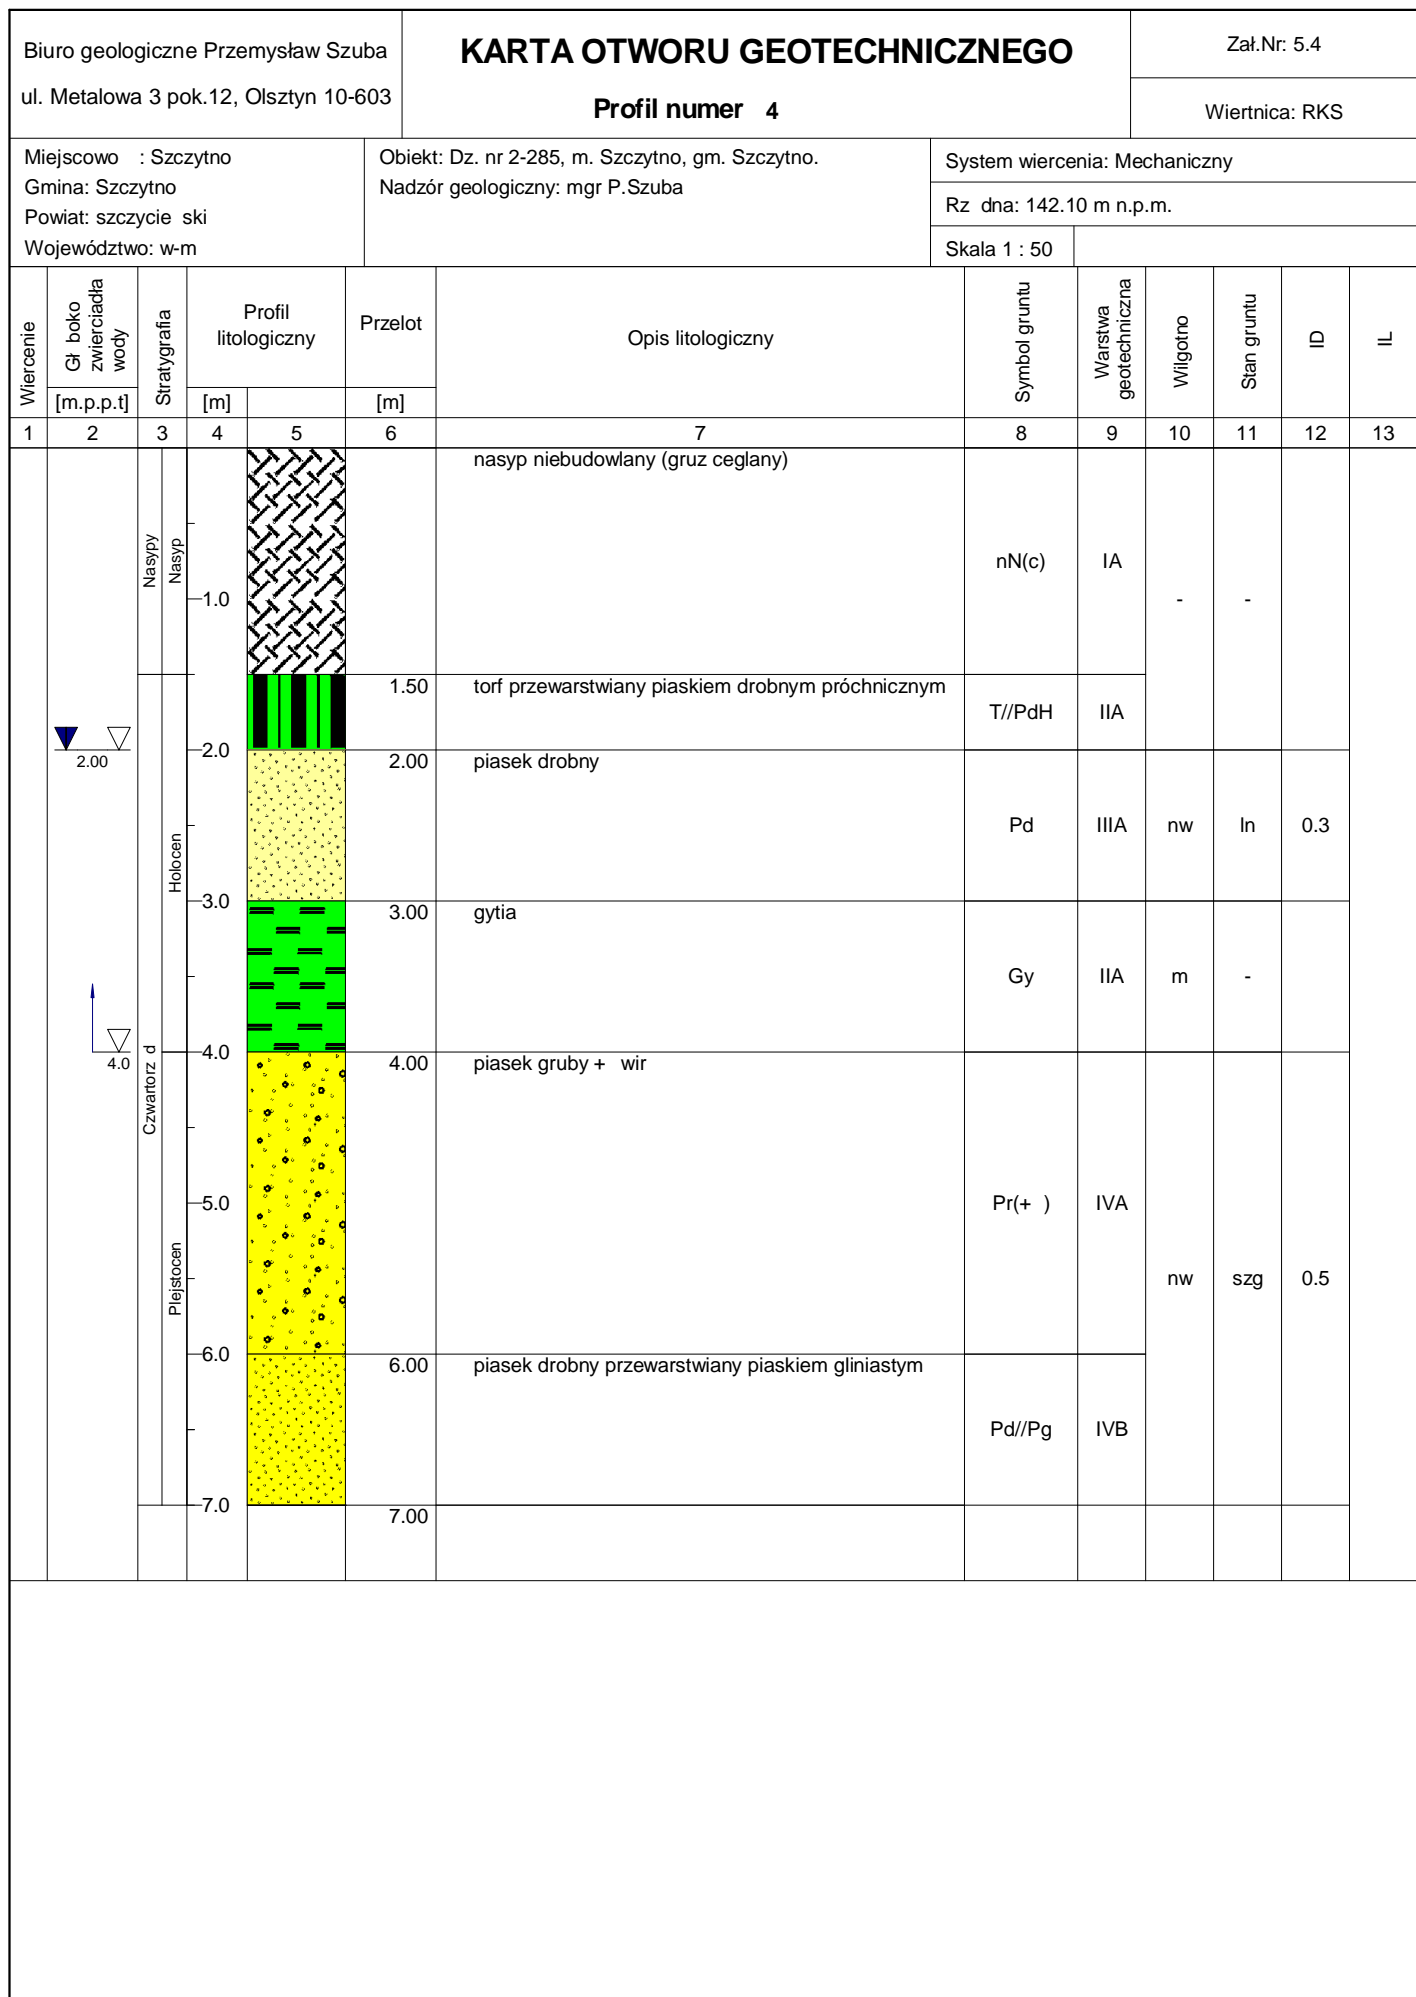 Biuro geologiczne Przemysław Szuba
ul. Metalowa 3 pok.12, Olsztyn 10-603
KARTA OTWORU GEOTECHNICZNEGO
Profil numer 4
Zał.Nr: 5.4
Wiertnica: RKS
Miejscowo : Szczytno
Gmina: Szczytno
Powiat: szczycie ski
Województwo: w-m
Obiekt: Dz. nr 2-285, m. Szczytno, gm. Szczytno.
Nadzór geologiczny: mgr P.Szuba
System wiercenia: Mechaniczny
Rz dna: 142.10 m n.p.m.
Skala 1 : 50
Wiercenie
Gł boko
zwierciadła
wody
[m.p.p.t]
Stratygrafia
Profil
litologiczny
[m]
Przelot
[m]
Opis litologiczny
Symbol gruntu
Warstwa
geotechniczna
Wilgotno
Stan gruntu
ID
IL
1 2 3 4 5 6 7 8 9 10 11 12 13
nasyp niebudowlany (gruz ceglany)
Nasypy
Nasyp
nN(c) IA
1.0
- -
1.50 torf przewarstwiany piaskiem drobnym próchnicznym
T//PdH IIA
2.00
2.0
2.00 piasek drobny
Pd IIIA nw ln 0.3
Holocen
3.0
3.00 gytia
Gy IIA m -
4.0
Czwartorz d
4.0
4.00 piasek gruby + wir
5.0
Pr(+ ) IVA
Plejstocen
nw szg 0.5
6.0
6.00 piasek drobny przewarstwiany piaskiem gliniastym
Pd//Pg IVB
7.0
7.00